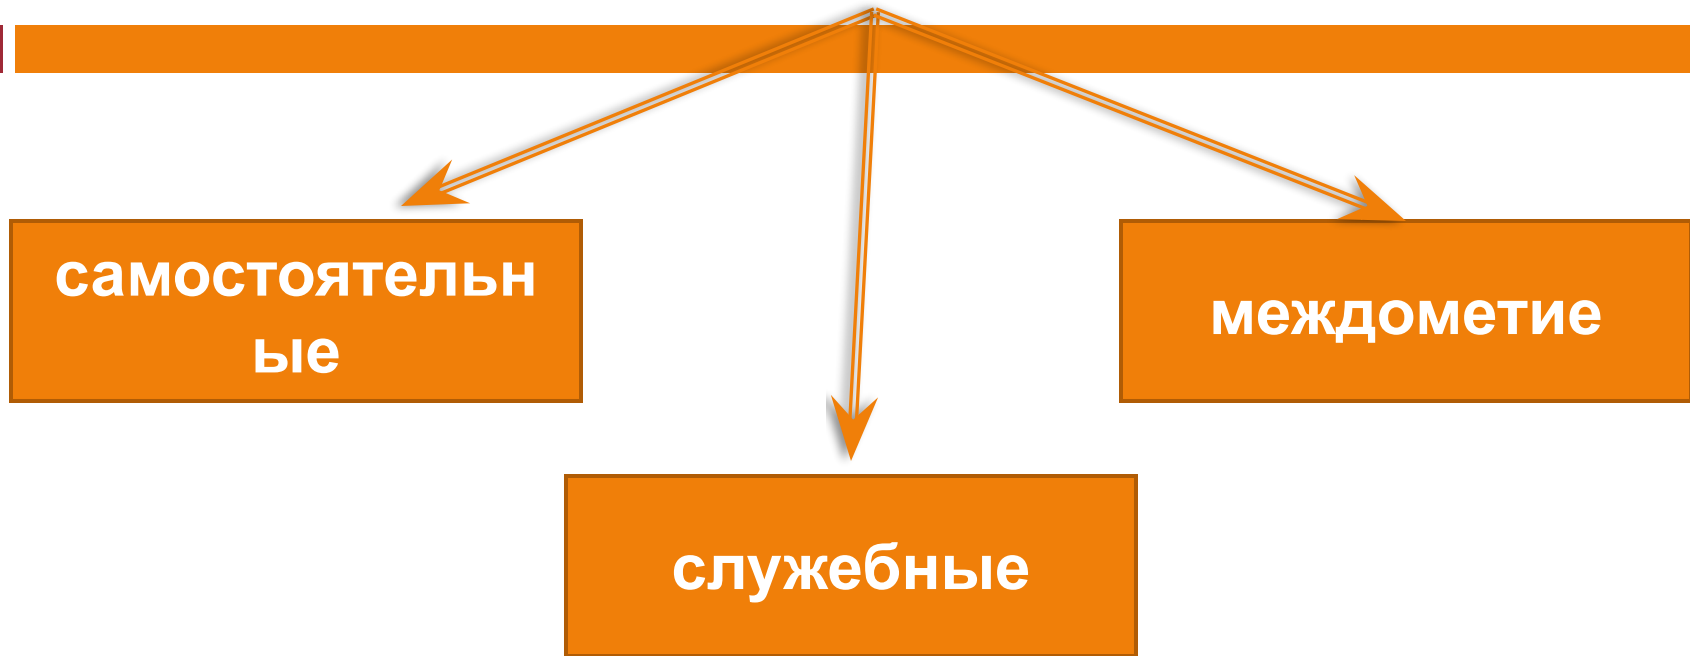 самостоятельн
ые
междометие
служебные